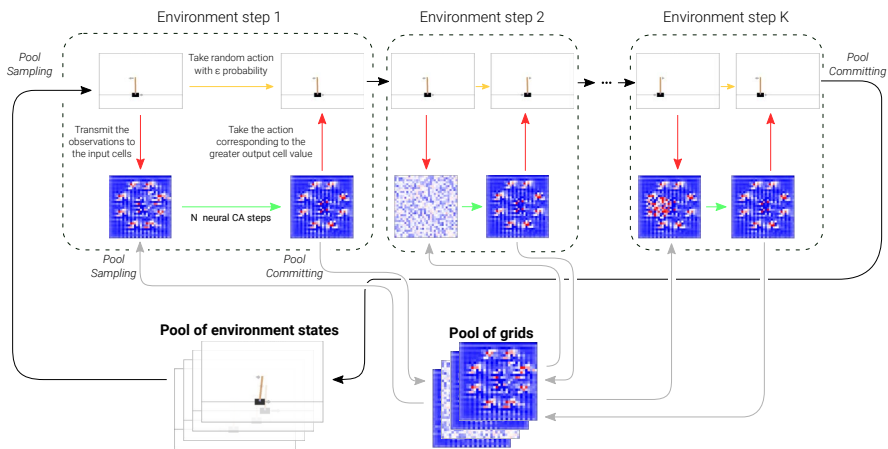 Environment step 1
Environment step 2
Environment step K
Pool
Sampling
Take random action
with ε probability
...
Pool
Committing
Transmit the
observations to
the input cells
Take the action
corresponding to the
greater output cell value
N neural CA steps
Pool
Sampling
Pool
Committing
Pool of environment states
Pool of grids